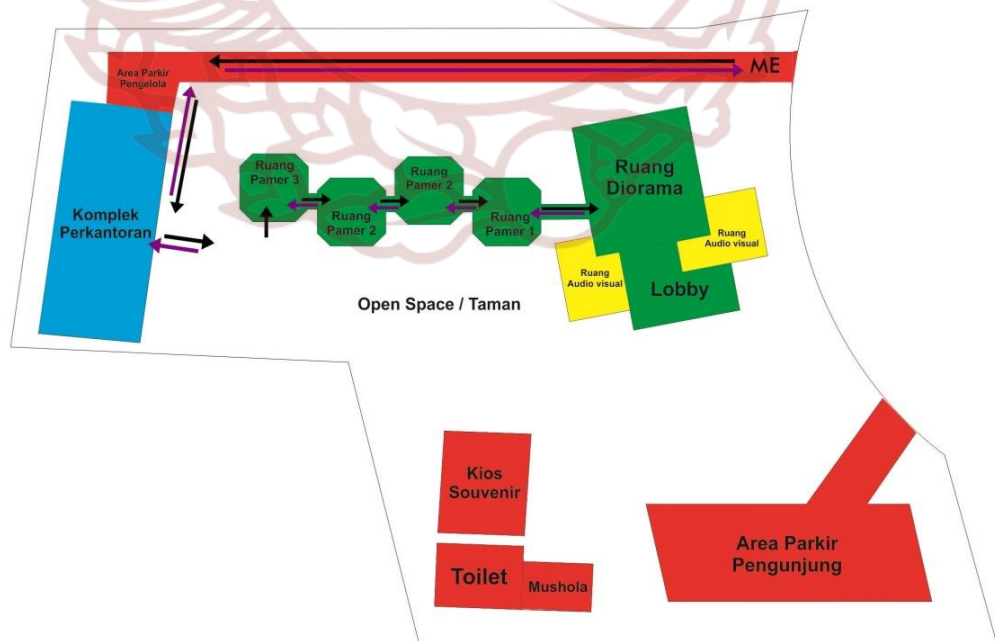 ME
Area Parkir
Pengelola
Ruang
Diorama
Ruang
Pamer 3
Ruang
Pamer 2
Ruang
Pamer 2
Ruang
Pamer 1
Komplek
Perkantoran
Ruang
Audio visual
Ruang
Audio visual
Lobby
Open Space / Taman
Kios
Souvenir
Area Parkir
Pengunjung
Toilet
Mushola